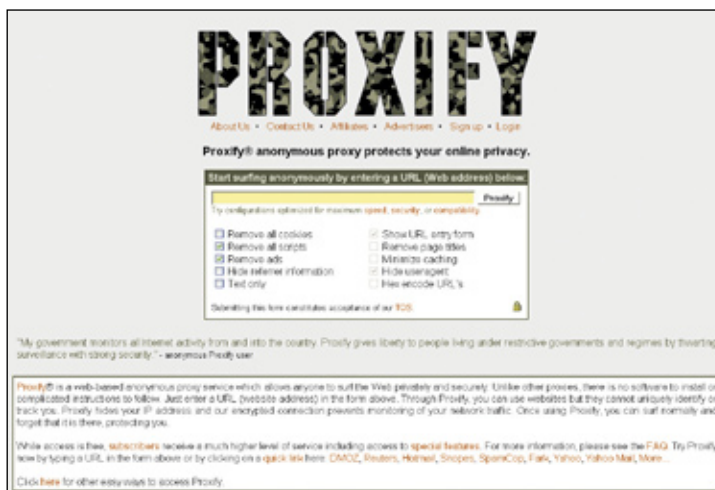 PROXIFY
About Us • Contact Us • Affiliates • Advertisers • Sign up • Login
Proxify® anonymous proxy protects your online privacy.
Start surfing anonymously by entering a URL (Web address) below:
Proxify
Try configurations optimized for maximum speed, security, or compatibility.
Remove all cookies
Show URL entry form
Remove all scripts
Remove page titles
Remove ads
Minimize caching
Hide referrer information
Hide useragent
Text only
Hex encode URL's
Submitting this form constitutes acceptance of our TOS.
"My government monitors all internet activity from and into the country. Proxify gives liberty to people living under restrictive governments and regimes by thwarting
surveillance with strong security." - anonymous Proxify user
Proxify® is a web-based anonymous proxy service which allows anyone to surf the Web privately and securely. Unlike other proxies, there is no software to install or
complicated instructions to follow. Just enter a URL (website address) in the form above. Through Proxify, you can use websites but they cannot uniquely identify or
track you. Proxify hides your IP address and our encrypted connection prevents monitoring of your network traffic. Once using Proxify, you can surf normally and
forget that it is there, protecting you.
While access is free, subscribers receive a much higher level of service including access to special features. For more information, please see the FAQ. Try Proxify
now by typing a URL in the form above or by clicking on a quick link here: DMOZ, Reuters, Hotmail, Snopes, SpamCop, Fark, Yahoo, Yahoo Mail, More...
Click here for other easy ways to access Proxify.